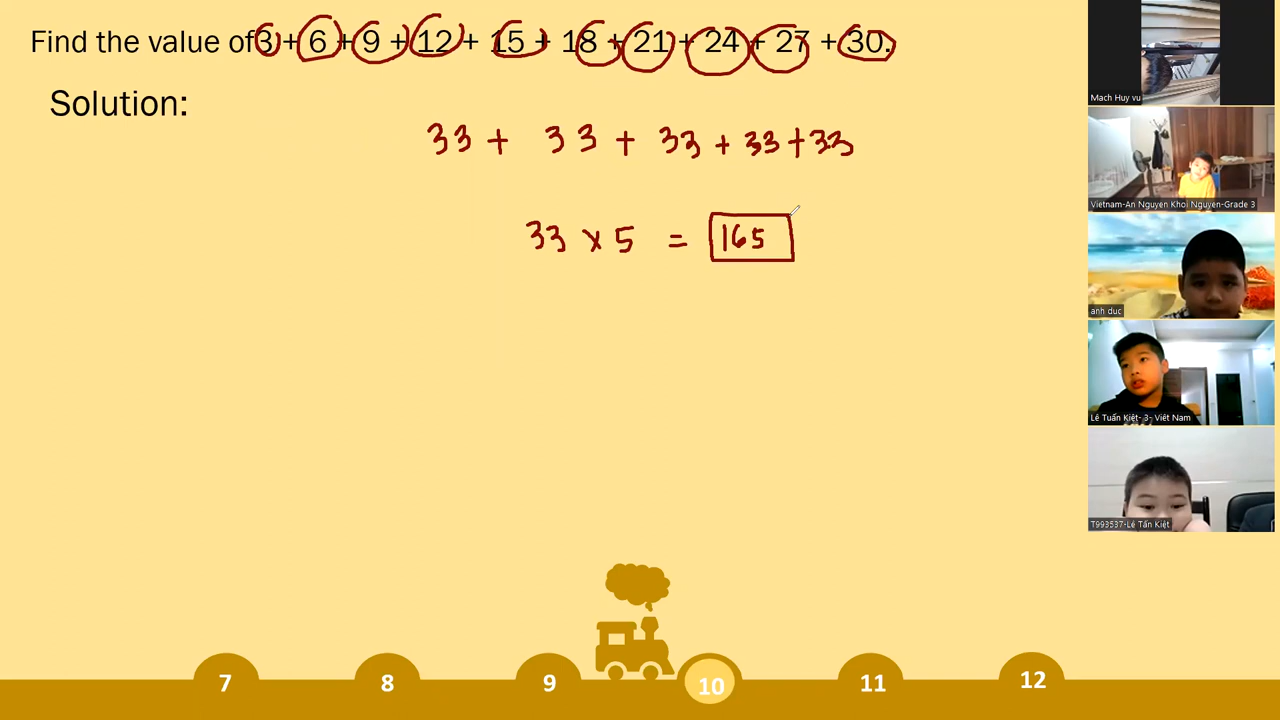 Find the value of 3 + 6 + 9 + 12 + 15 + 18 + 21 + 24 + 27 + 30.
Solution:
33 + 33 + 33 + 33 + 33
33 x 5 = 165
Mach Huy vu
Vietnam-An Nguyen Khoi Nguyen-Grade 3
anh duc
Lê Tuấn Kiệt- 3- Viêt Nam
T993537-Lê Tấn Kiệt
7 8 9 10 11 12